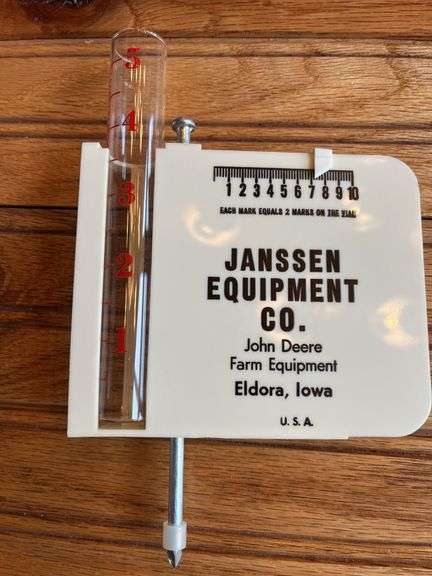 5
4
3
2
1
1 2 3 4 5 6 7 8 9 10
EACH MARK EQUALS 2 MARKS ON THE VIAL
JANSSEN
EQUIPMENT
CO.
John Deere
Farm Equipment
Eldora, Iowa
U. S. A.